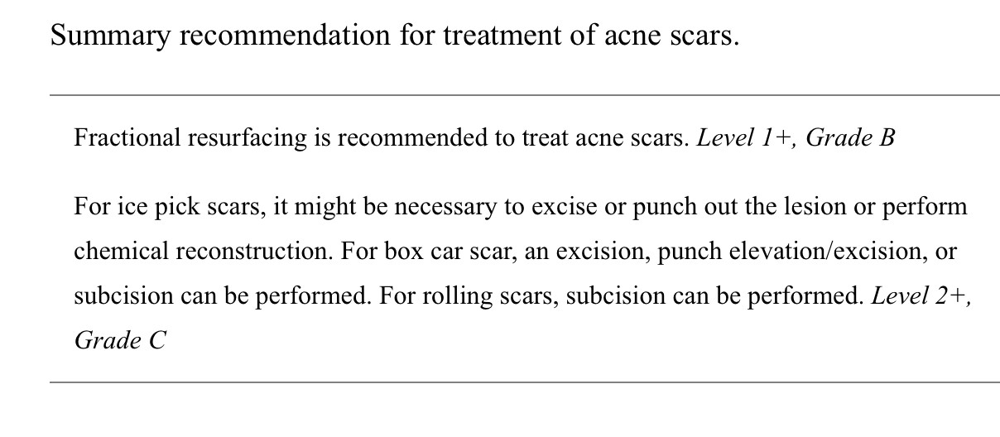 Summary recommendation for treatment of acne scars.
Fractional resurfacing is recommended to treat acne scars. Level 1+, Grade B
For ice pick scars, it might be necessary to excise or punch out the lesion or perform
chemical reconstruction. For box car scar, an excision, punch elevation/excision, or
subcision can be performed. For rolling scars, subcision can be performed. Level 2+,
Grade C